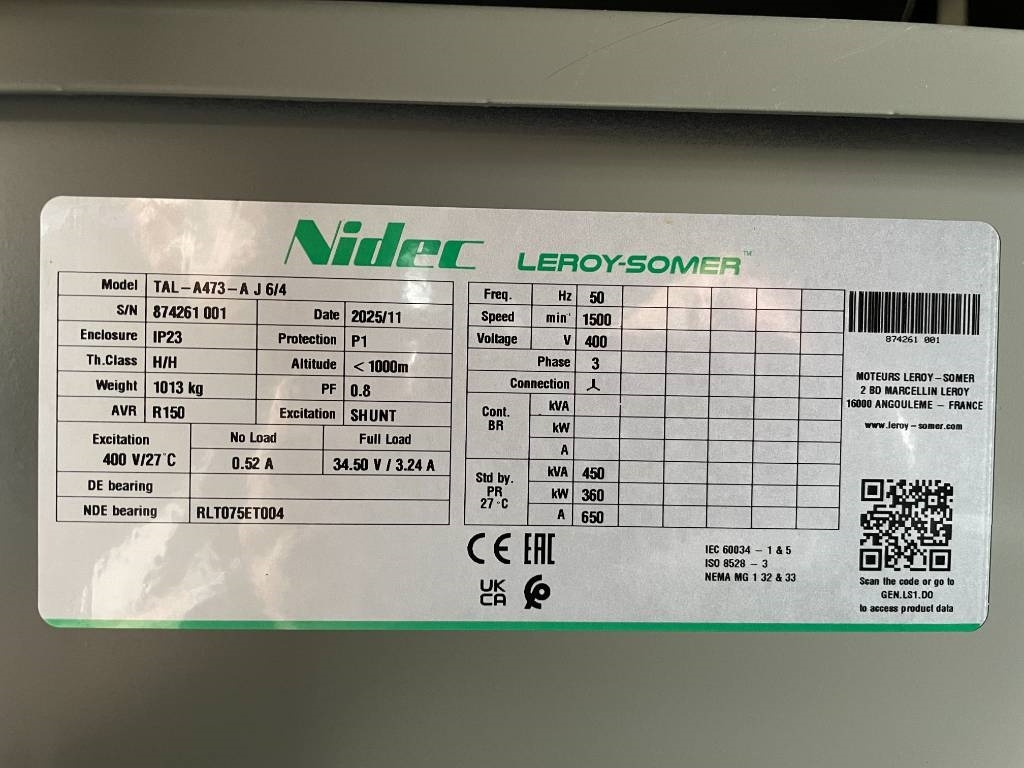 Nidec LEROY-SOMER™
Model TAL-A473-A J 6/4
S/N 874261 001 Date 2025/11
Enclosure IP23 Protection P1
Th.Class H/H Altitude < 1000m
Weight 1013 kg PF 0.8
AVR R150 Excitation SHUNT
Excitation 400 V/27°C No Load Full Load
0.52 A 34.50 V / 3.24 A
DE bearing
NDE bearing RLT075ET004
Freq. Hz 50
Speed min⁻ 1500
Voltage V 400
Phase 3
Connection
Cont. BR kVA
kW
A
Std by. PR 27°C kVA 450
kW 360
A 650
CE EAC
UK CA
IEC 60034 - 1 & 5
ISO 8528 - 3
NEMA MG 1 32 & 33
874261 001
MOTEURS LEROY-SOMER
2 BD MARCELLIN LEROY
16000 ANGOULEME - FRANCE
www.leroy-somer.com
Scan the code or go to
GEN.LS1.DO
to access product data